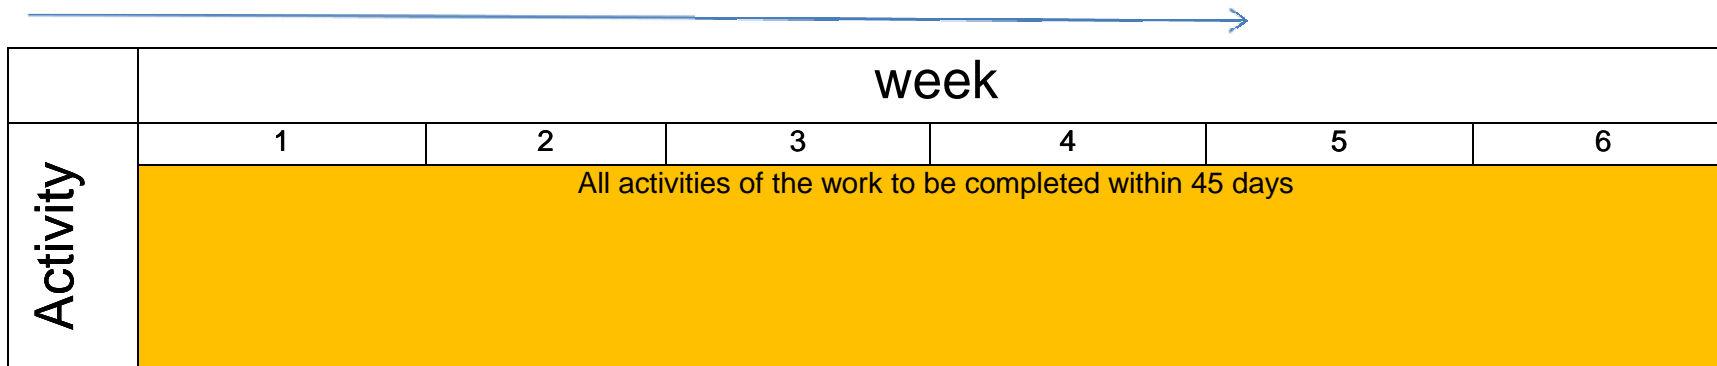 week
1 2 3 4 5 6
Activity
All activities of the work to be completed within 45 days